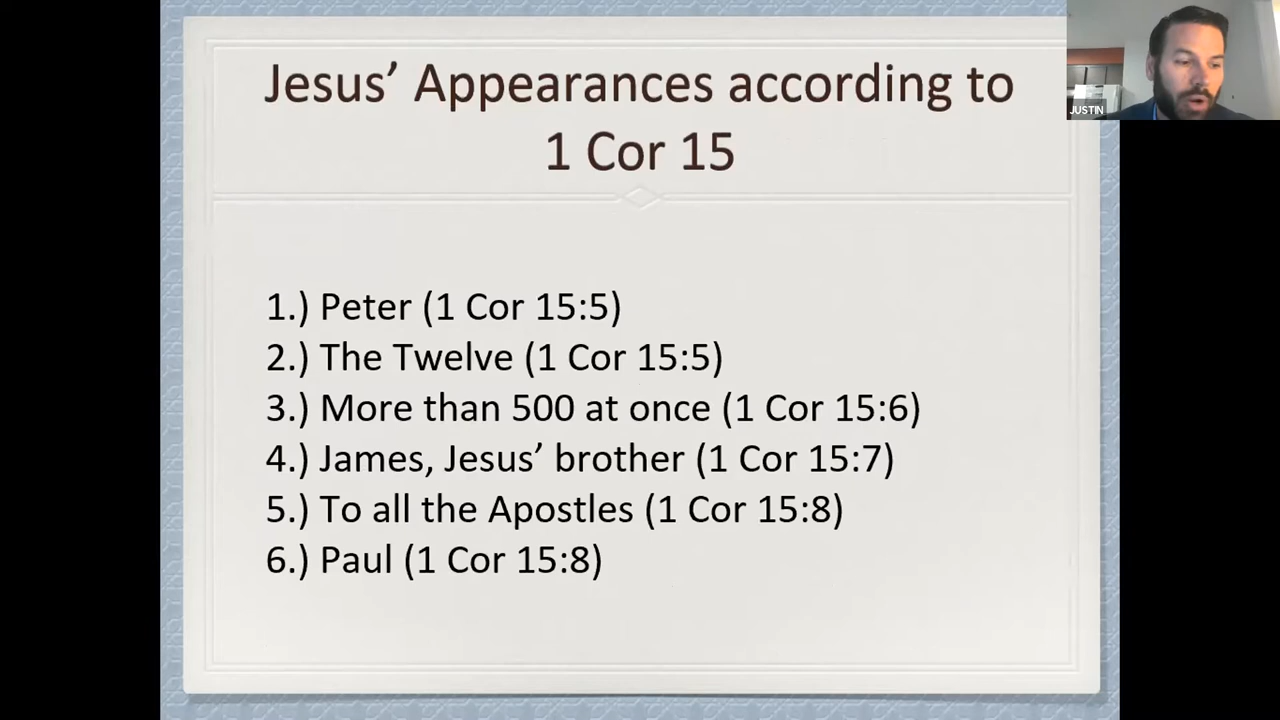 Jesus’ Appearances according to
1 Cor 15
JUSTIN
1.) Peter (1 Cor 15:5)
2.) The Twelve (1 Cor 15:5)
3.) More than 500 at once (1 Cor 15:6)
4.) James, Jesus’ brother (1 Cor 15:7)
5.) To all the Apostles (1 Cor 15:8)
6.) Paul (1 Cor 15:8)